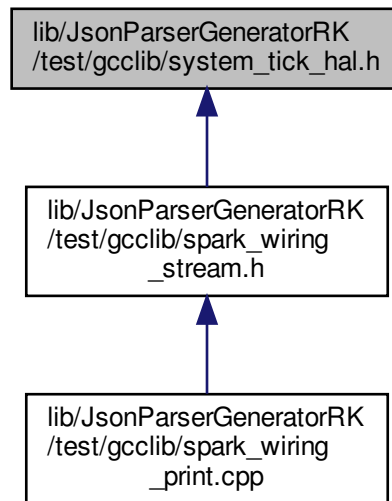 lib/JsonParserGeneratorRK
/test/gcclib/system_tick_hal.h
lib/JsonParserGeneratorRK
/test/gcclib/spark_wiring
_stream.h
lib/JsonParserGeneratorRK
/test/gcclib/spark_wiring
_print.cpp